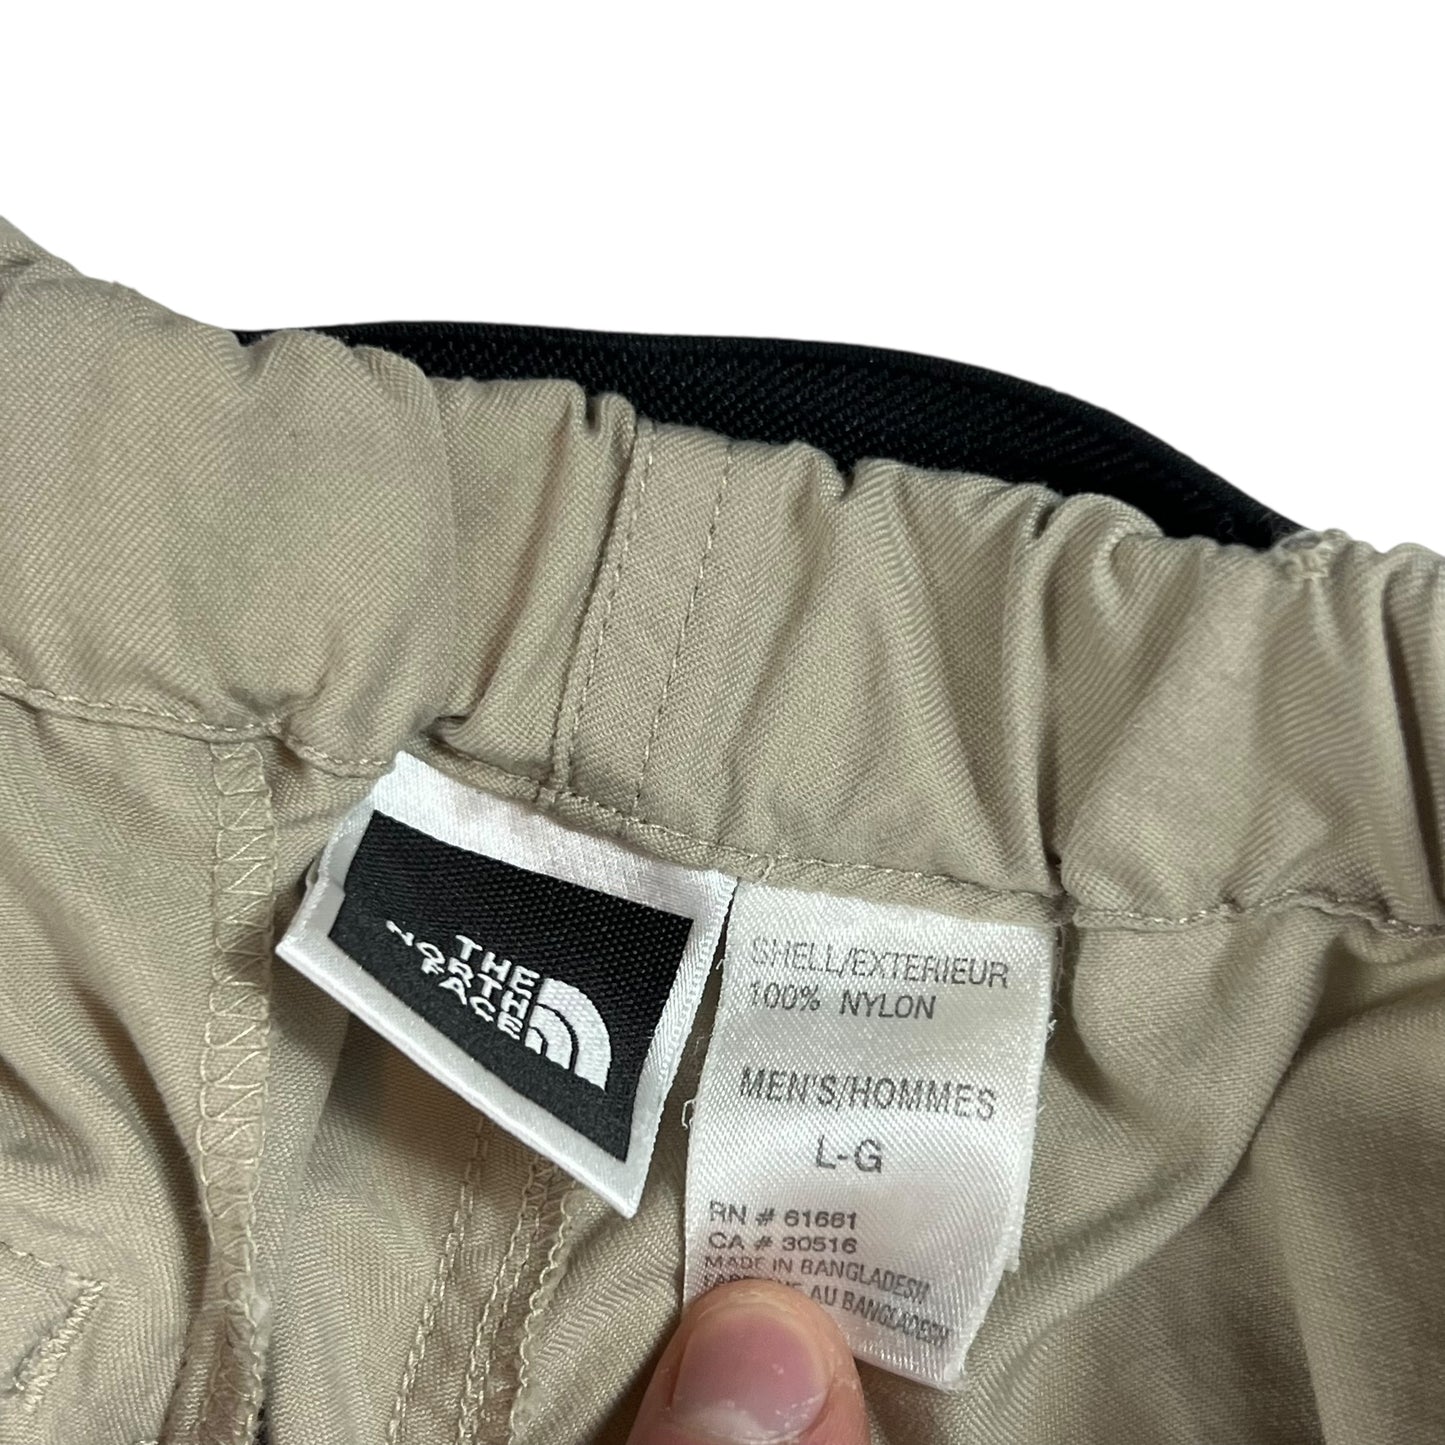 THE
NORTH
FACE
SHELL/EXTERIEUR
100% NYLON
MEN'S/HOMMES
L-G
RN # 61661
CA # 30516
MADE IN BANGLADESH
AU BANGLADESH